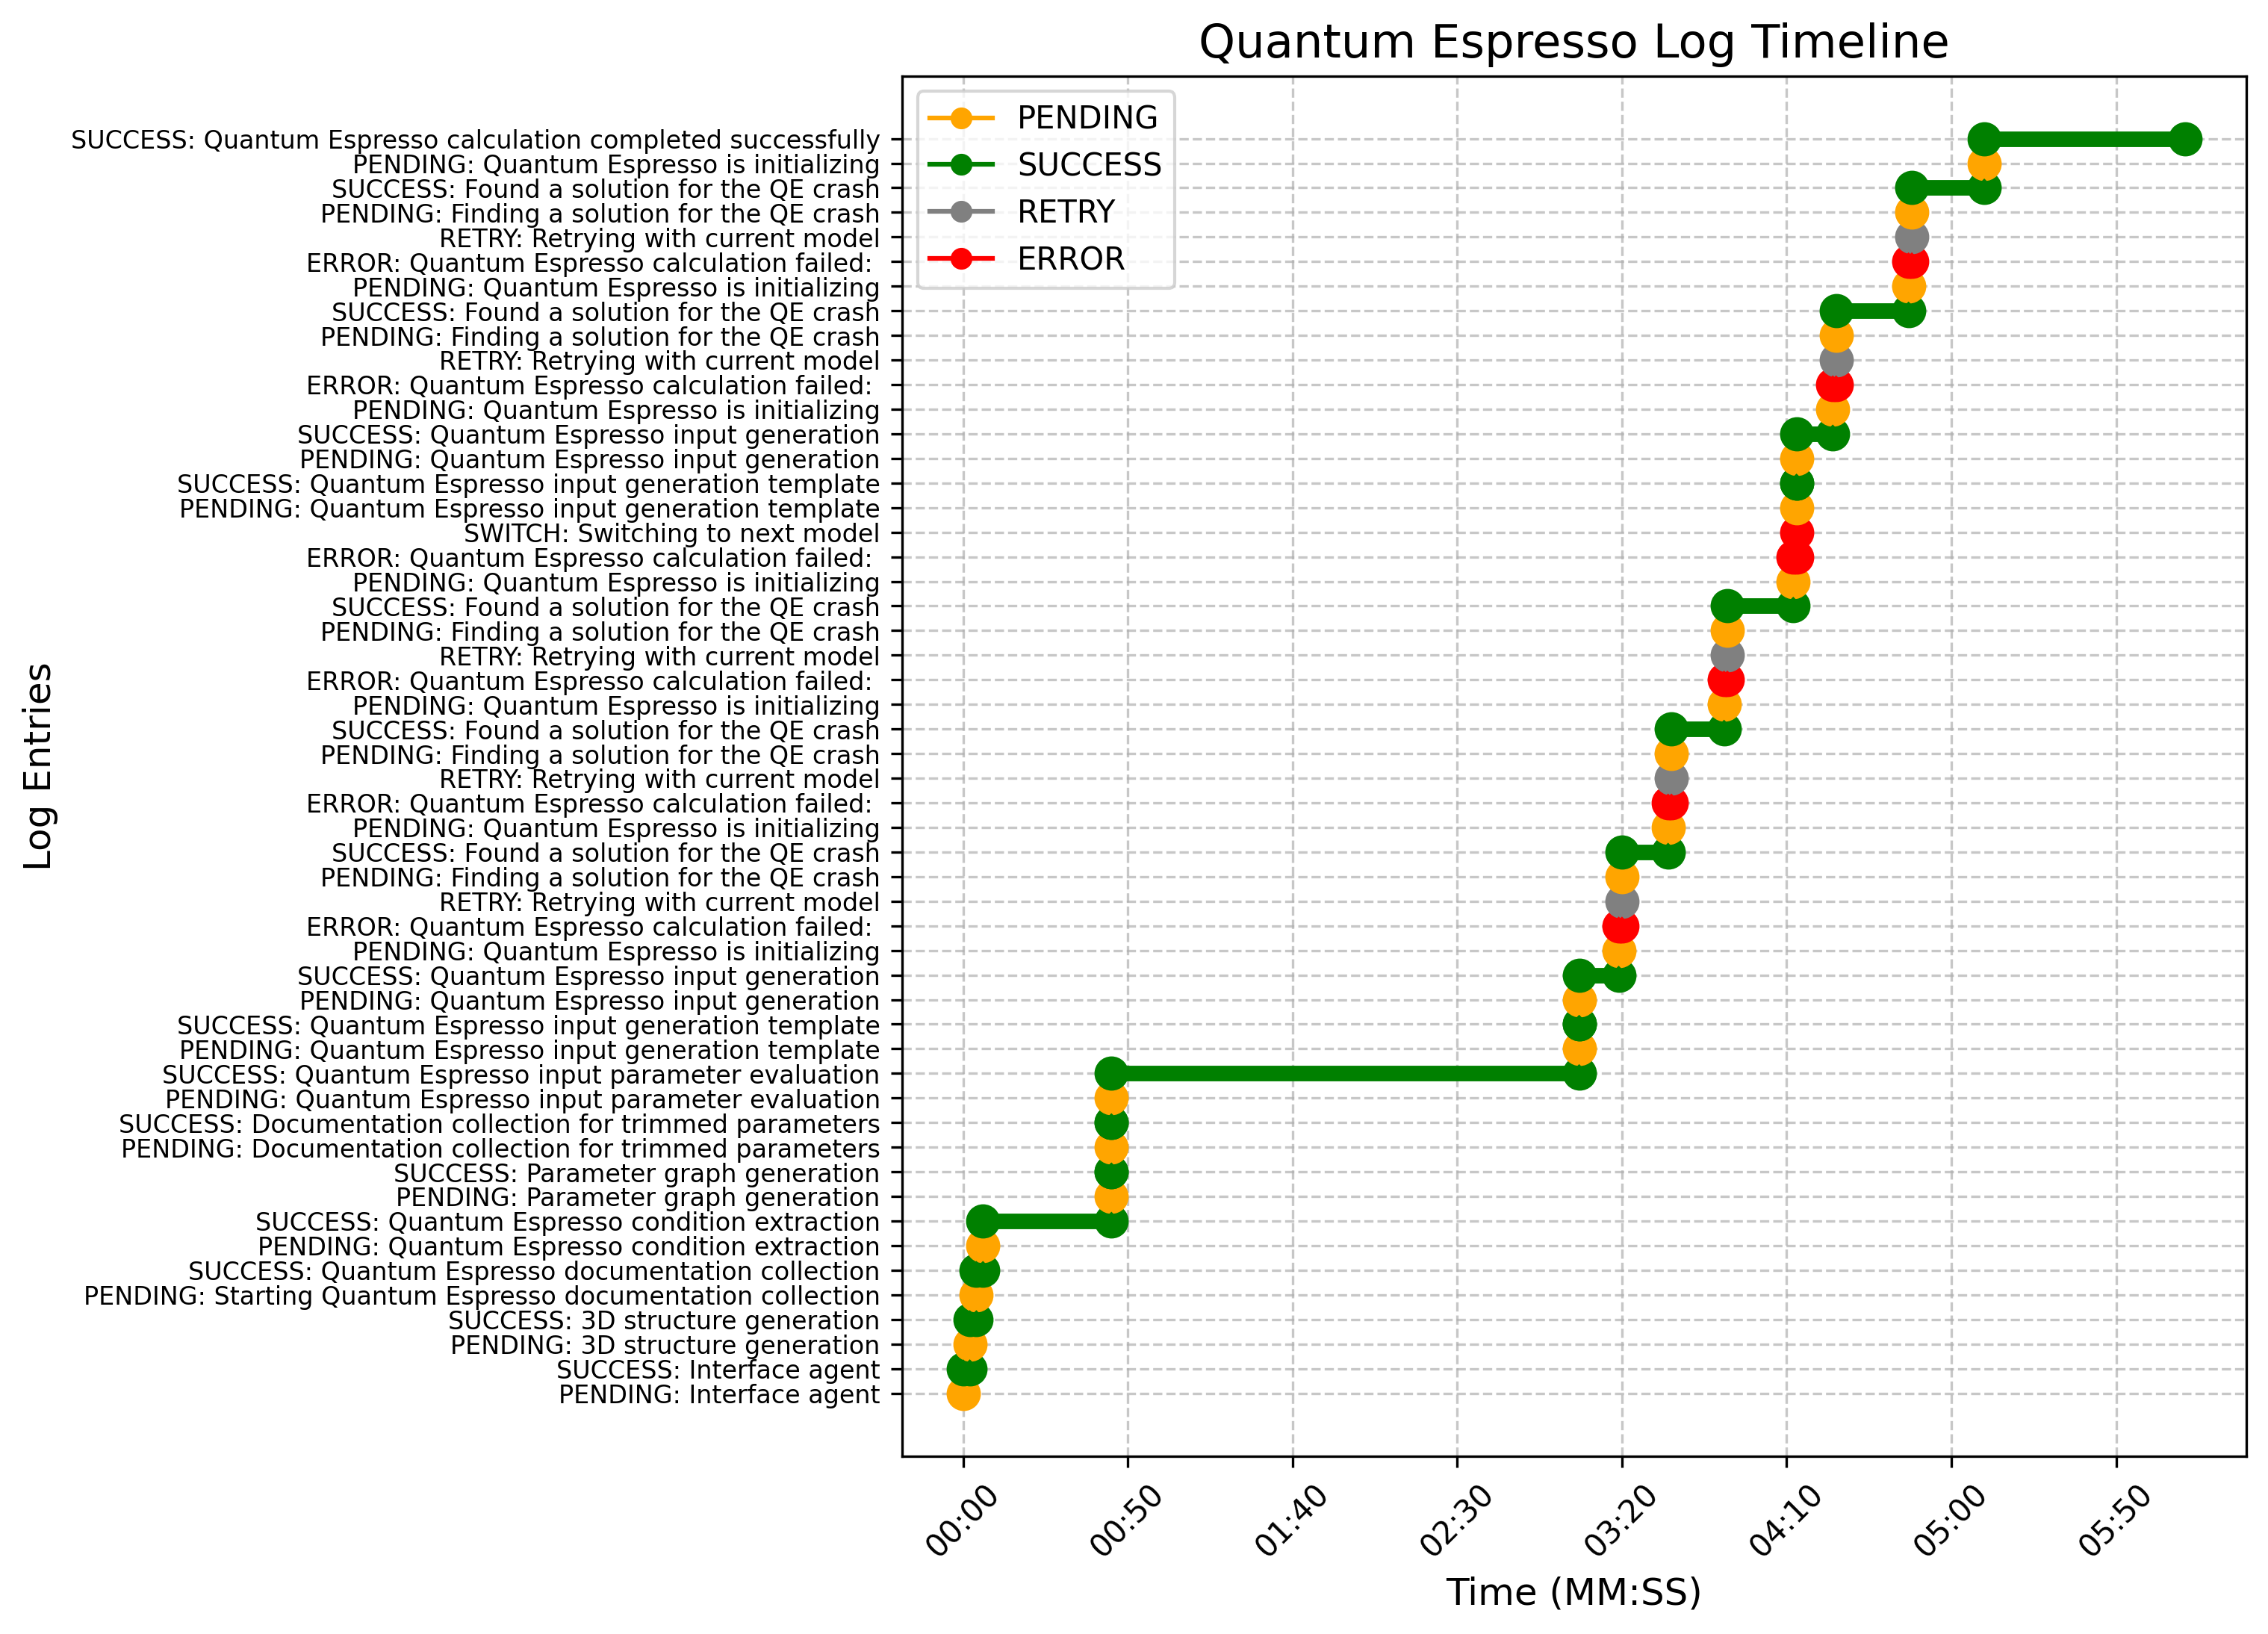 Quantum Espresso Log Timeline
PENDING
SUCCESS
RETRY
ERROR
Log Entries
SUCCESS: Quantum Espresso calculation completed successfully
PENDING: Quantum Espresso is initializing
SUCCESS: Found a solution for the QE crash
PENDING: Finding a solution for the QE crash
RETRY: Retrying with current model
ERROR: Quantum Espresso calculation failed:
PENDING: Quantum Espresso is initializing
SUCCESS: Found a solution for the QE crash
PENDING: Finding a solution for the QE crash
RETRY: Retrying with current model
ERROR: Quantum Espresso calculation failed:
PENDING: Quantum Espresso is initializing
SUCCESS: Quantum Espresso input generation
PENDING: Quantum Espresso input generation
SUCCESS: Quantum Espresso input generation template
PENDING: Quantum Espresso input generation template
SWITCH: Switching to next model
ERROR: Quantum Espresso calculation failed:
PENDING: Quantum Espresso is initializing
SUCCESS: Found a solution for the QE crash
PENDING: Finding a solution for the QE crash
RETRY: Retrying with current model
ERROR: Quantum Espresso calculation failed:
PENDING: Quantum Espresso is initializing
SUCCESS: Found a solution for the QE crash
PENDING: Finding a solution for the QE crash
RETRY: Retrying with current model
ERROR: Quantum Espresso calculation failed:
PENDING: Quantum Espresso is initializing
SUCCESS: Found a solution for the QE crash
PENDING: Finding a solution for the QE crash
RETRY: Retrying with current model
ERROR: Quantum Espresso calculation failed:
PENDING: Quantum Espresso is initializing
SUCCESS: Quantum Espresso input generation
PENDING: Quantum Espresso input generation
SUCCESS: Quantum Espresso input generation template
PENDING: Quantum Espresso input generation template
SUCCESS: Quantum Espresso input parameter evaluation
PENDING: Quantum Espresso input parameter evaluation
SUCCESS: Documentation collection for trimmed parameters
PENDING: Documentation collection for trimmed parameters
SUCCESS: Parameter graph generation
PENDING: Parameter graph generation
SUCCESS: Quantum Espresso condition extraction
PENDING: Quantum Espresso condition extraction
SUCCESS: Quantum Espresso documentation collection
PENDING: Starting Quantum Espresso documentation collection
SUCCESS: 3D structure generation
PENDING: 3D structure generation
SUCCESS: Interface agent
PENDING: Interface agent
00:00
00:50
01:40
02:30
03:20
04:10
05:00
05:50
Time (MM:SS)